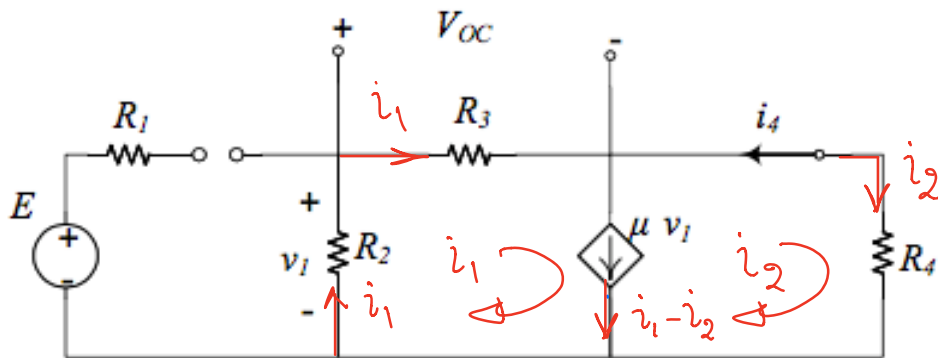 + V_OC -
i₁
R₁ R₃ i₄
i₂
E + - + v₁ - R₂ i₁ μ v₁ i₂ R₄
i₁ i₁-i₂